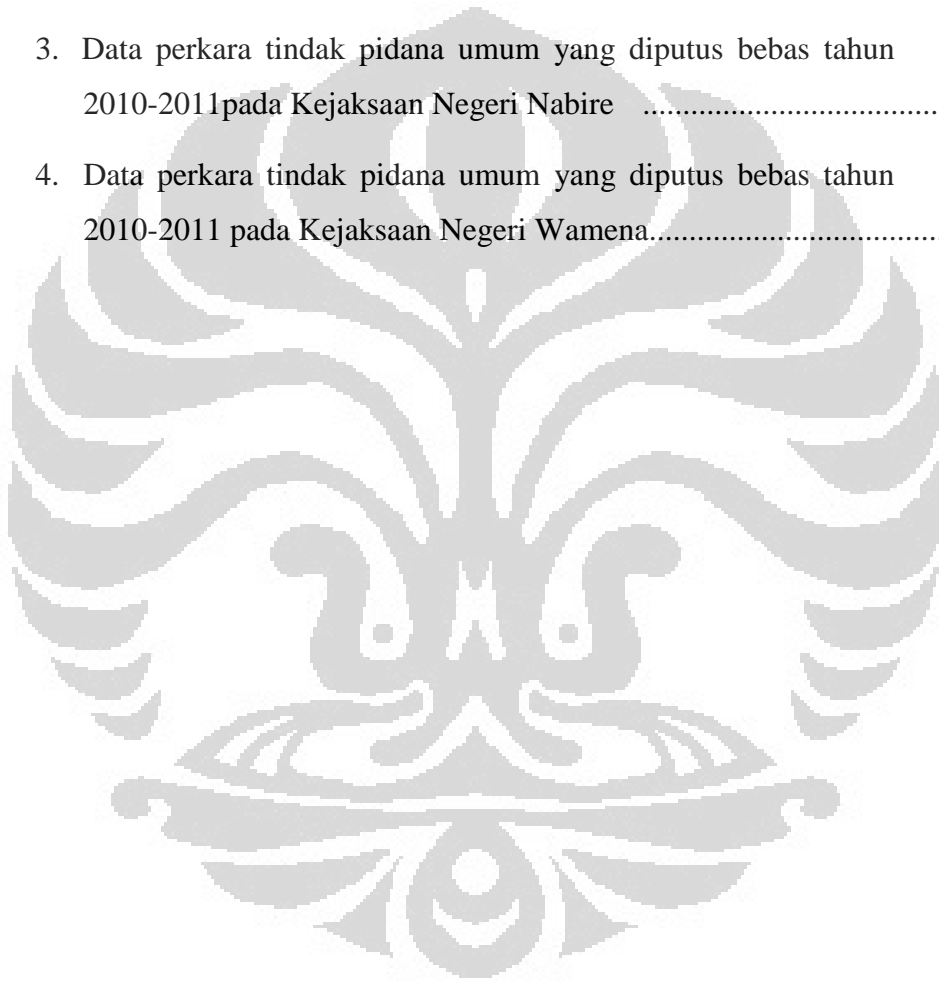 3. Data perkara tindak pidana umum yang diputus bebas tahun
2010-2011pada Kejaksaan Negeri Nabire .....................................
4. Data perkara tindak pidana umum yang diputus bebas tahun
2010-2011 pada Kejaksaan Negeri Wamena....................................